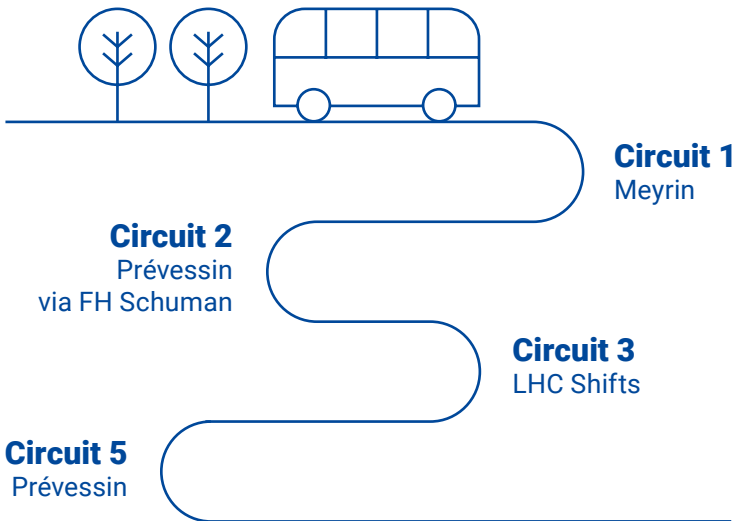 Circuit 1
Meyrin
Circuit 2
Prévessin
via FH Schuman
Circuit 3
LHC Shifts
Circuit 5
Prévessin